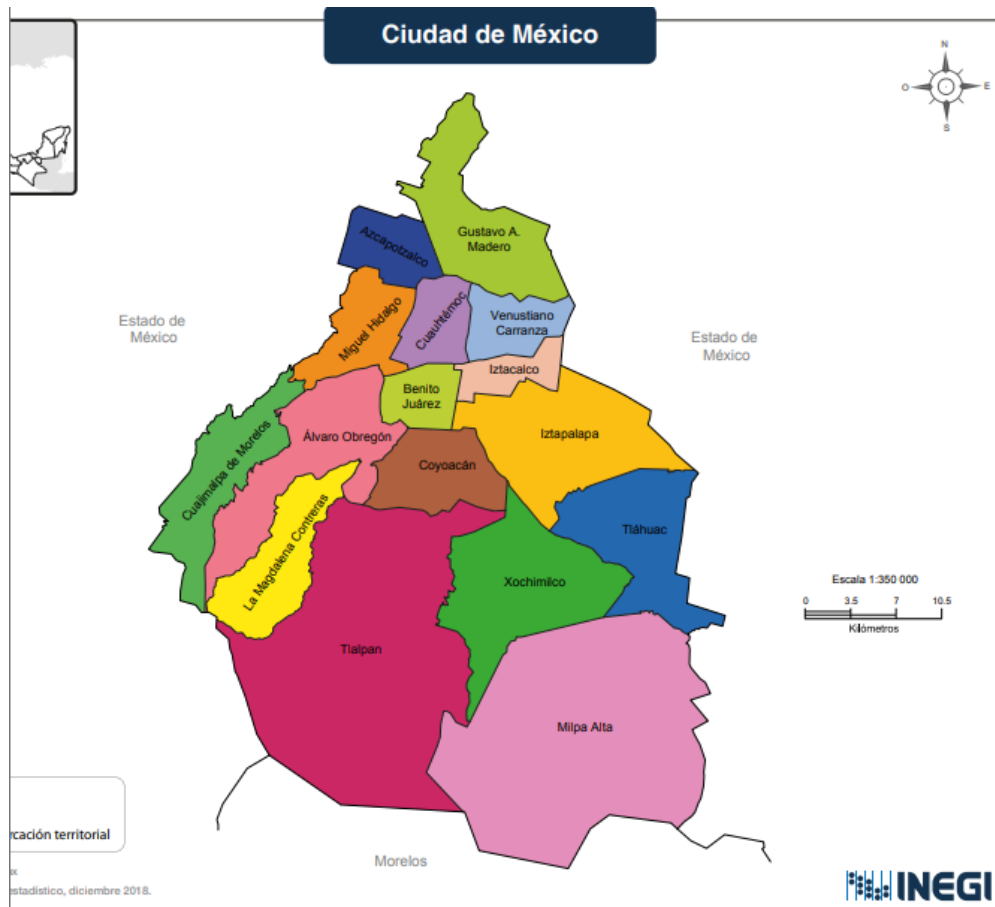 Ciudad de México
N
O
E
S
Gustavo A.
Madero
Azcapotzalco
Miguel Hidalgo
Cuauhtémoc
Venustiano
Carranza
Estado de
México
Estado de
México
Iztacalco
Benito
Juárez
Cuajimalpa de Morelos
Álvaro Obregón
Iztapalapa
Coyoacán
La Magdalena Contreras
Tláhuac
Xochimilco
Escala 1:350 000
0 3.5 7 10.5
Kilómetros
Tlalpan
Milpa Alta
rcación territorial
Morelos
estadístico, diciembre 2018.
INEGI